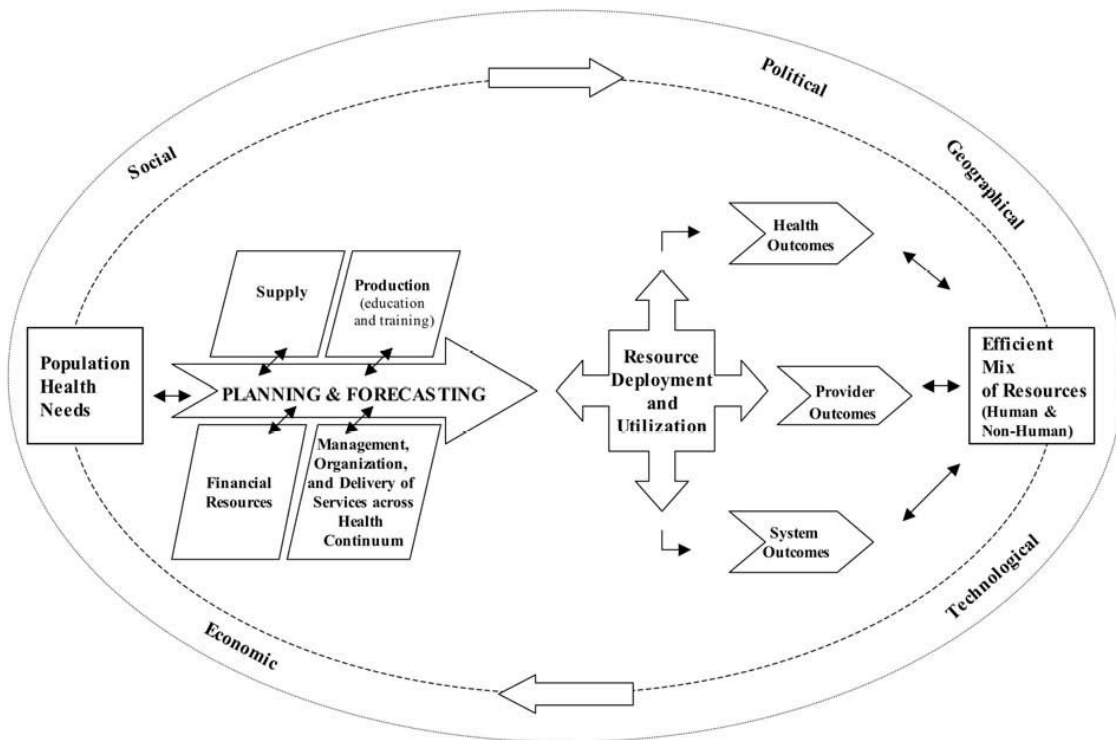 Social
Political
Geographical
Supply
Production
(education
and training)
Population
Health
Needs
PLANNING & FORECASTING
Financial
Resources
Management,
Organization,
and Delivery of
Services across
Health
Continuum
Resource
Deployment
and
Utilization
Health
Outcomes
Provider
Outcomes
System
Outcomes
Efficient
Mix
of Resources
(Human &
Non-Human)
Economic
Technological